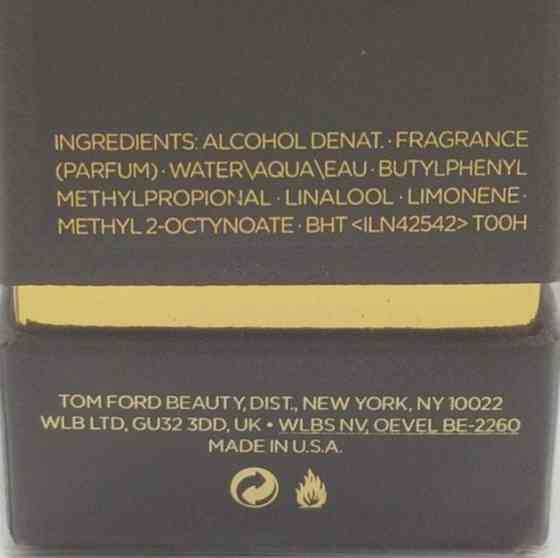 INGREDIENTS: ALCOHOL DENAT. · FRAGRANCE
(PARFUM) · WATER\AQUA\EAU · BUTYLPHENYL
METHYLPROPIONAL · LINALOOL · LIMONENE ·
METHYL 2-OCTYNOATE · BHT <ILN42542> T00H
TOM FORD BEAUTY, DIST., NEW YORK, NY 10022
WLB LTD, GU32 3DD, UK • WLBS NV, OEVEL BE-2260
MADE IN U.S.A.